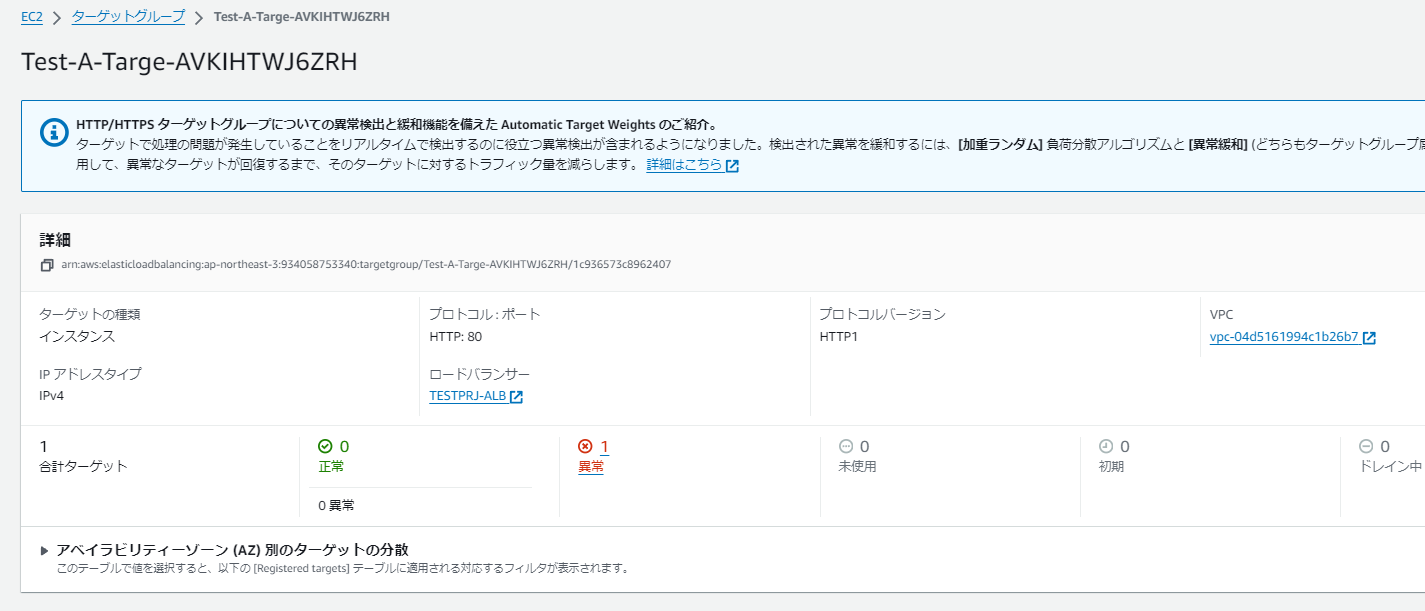 EC2 > ターゲットグループ > Test-A-Targe-AVKIHTWJ6ZRH
Test-A-Targe-AVKIHTWJ6ZRH
HTTP/HTTPS ターゲットグループについての異常検出と緩和機能を備えた Automatic Target Weights のご紹介。
ターゲットで処理の問題が発生していることをリアルタイムで検出するのに役立つ異常検出が含まれるようになりました。検出された異常を緩和するには、[加重ランダム] 負荷分散アルゴリズムと [異常緩和] (どちらもターゲットグループ
用して、異常なターゲットが回復するまで、そのターゲットに対するトラフィック量を減らします。 詳細はこちら
詳細
arn:aws:elasticloadbalancing:ap-northeast-3:934058753340:targetgroup/Test-A-Targe-AVKIHTWJ6ZRH/1c936573c8962407
ターゲットの種類
インスタンス
プロトコル : ポート
HTTP: 80
プロトコルバージョン
HTTP1
VPC
vpc-04d5161994c1b26b7
IP アドレスタイプ
IPv4
ロードバランサー
TESTPRJ-ALB
1
合計ターゲット
0
正常
0 異常
1
異常
0
未使用
0
初期
0
ドレイン中
アベイラビリティーゾーン (AZ) 別のターゲットの分散
このテーブルで値を選択すると、以下の [Registered targets] テーブルに適用される対応するフィルタが表示されます。